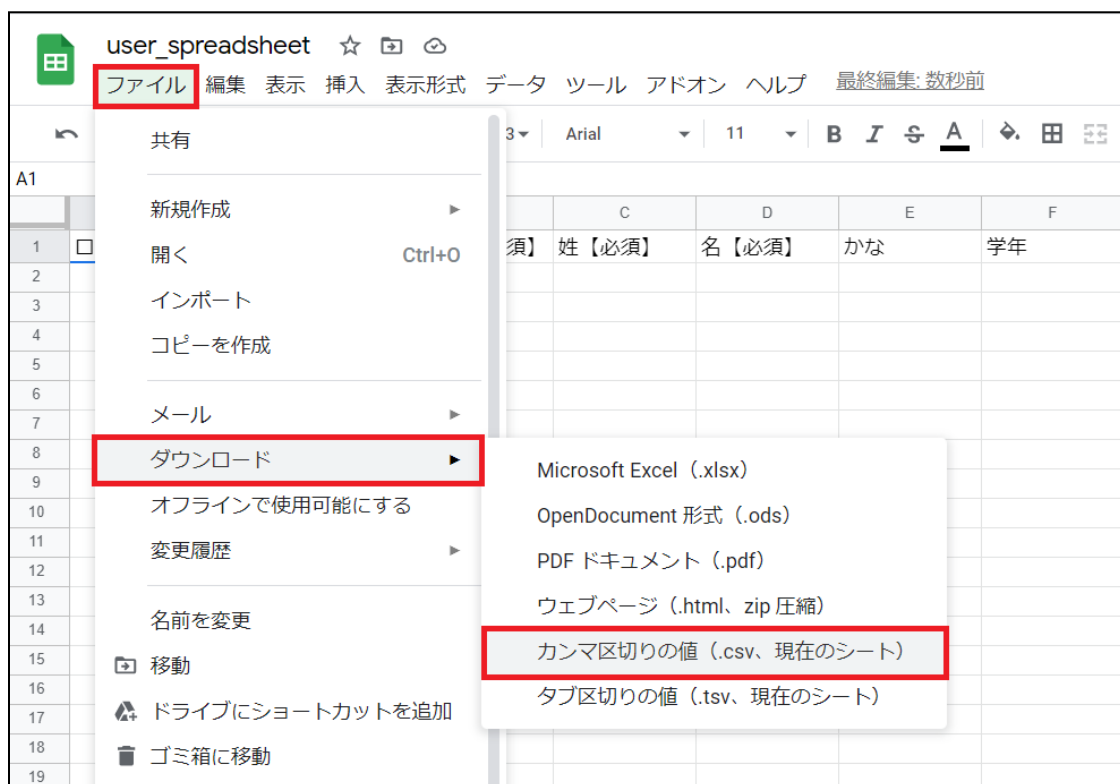 user_spreadsheet
ファイル 編集 表示 挿入 表示形式 データ ツール アドオン ヘルプ 最終編集: 数秒前
共有 3 Arial 11 B I S A
A1
新規作成
C D E F
1 須】 姓【必須】 名【必須】 かな 学年
開く Ctrl+O
2
インポート
3
コピーを作成
4
5
6
メール
7
8
ダウンロード
Microsoft Excel（.xlsx）
9
オフラインで使用可能にする
10
OpenDocument 形式（.ods）
11
変更履歴
PDF ドキュメント（.pdf）
12
13
ウェブページ（.html、zip 圧縮）
名前を変更
14
カンマ区切りの値（.csv、現在のシート）
15
移動
16
タブ区切りの値（.tsv、現在のシート）
17
ドライブにショートカットを追加
18
ゴミ箱に移動
19